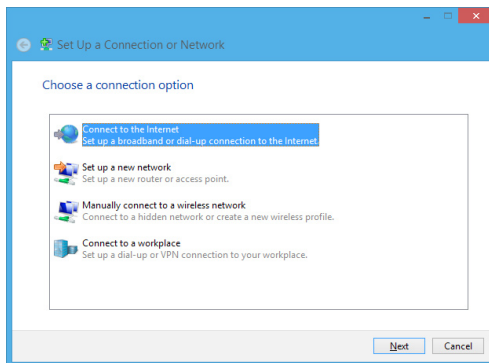 Set Up a Connection or Network
Choose a connection option
Connect to the Internet
Set up a broadband or dial-up connection to the Internet.
Set up a new network
Set up a new router or access point.
Manually connect to a wireless network
Connect to a hidden network or create a new wireless profile.
Connect to a workplace
Set up a dial-up or VPN connection to your workplace.
Next Cancel